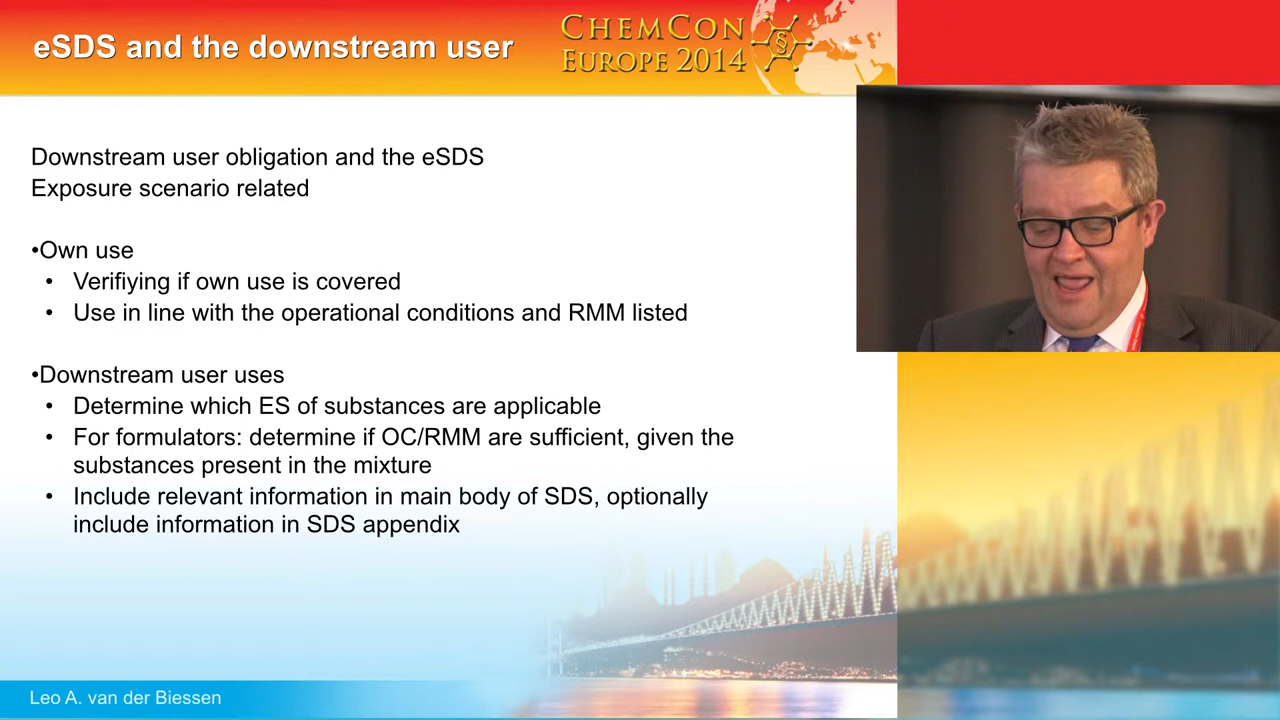 eSDS and the downstream user
CHEMCON
EUROPE 2014
§
Downstream user obligation and the eSDS
Exposure scenario related
•Own use
• Verifiying if own use is covered
• Use in line with the operational conditions and RMM listed
•Downstream user uses
• Determine which ES of substances are applicable
• For formulators: determine if OC/RMM are sufficient, given the
substances present in the mixture
• Include relevant information in main body of SDS, optionally
include information in SDS appendix
Leo A. van der Biessen